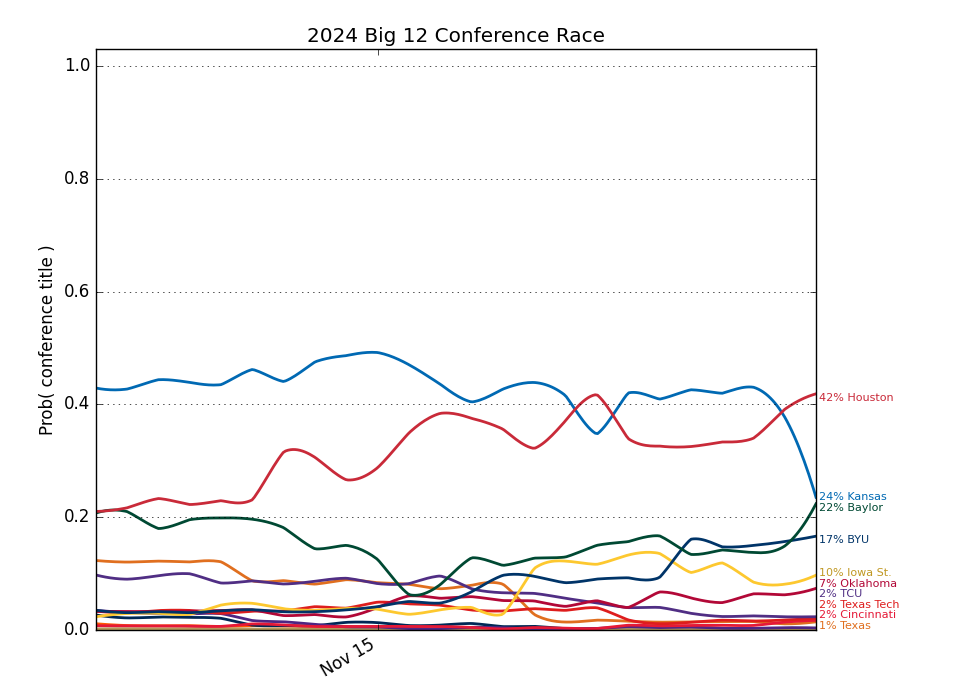 2024 Big 12 Conference Race
Prob( conference title )
1.0
0.8
0.6
0.4
0.2
0.0
Nov 15
42% Houston
24% Kansas
22% Baylor
17% BYU
10% Iowa St.
7% Oklahoma
2% TCU
2% Texas Tech
2% Cincinnati
1% Texas